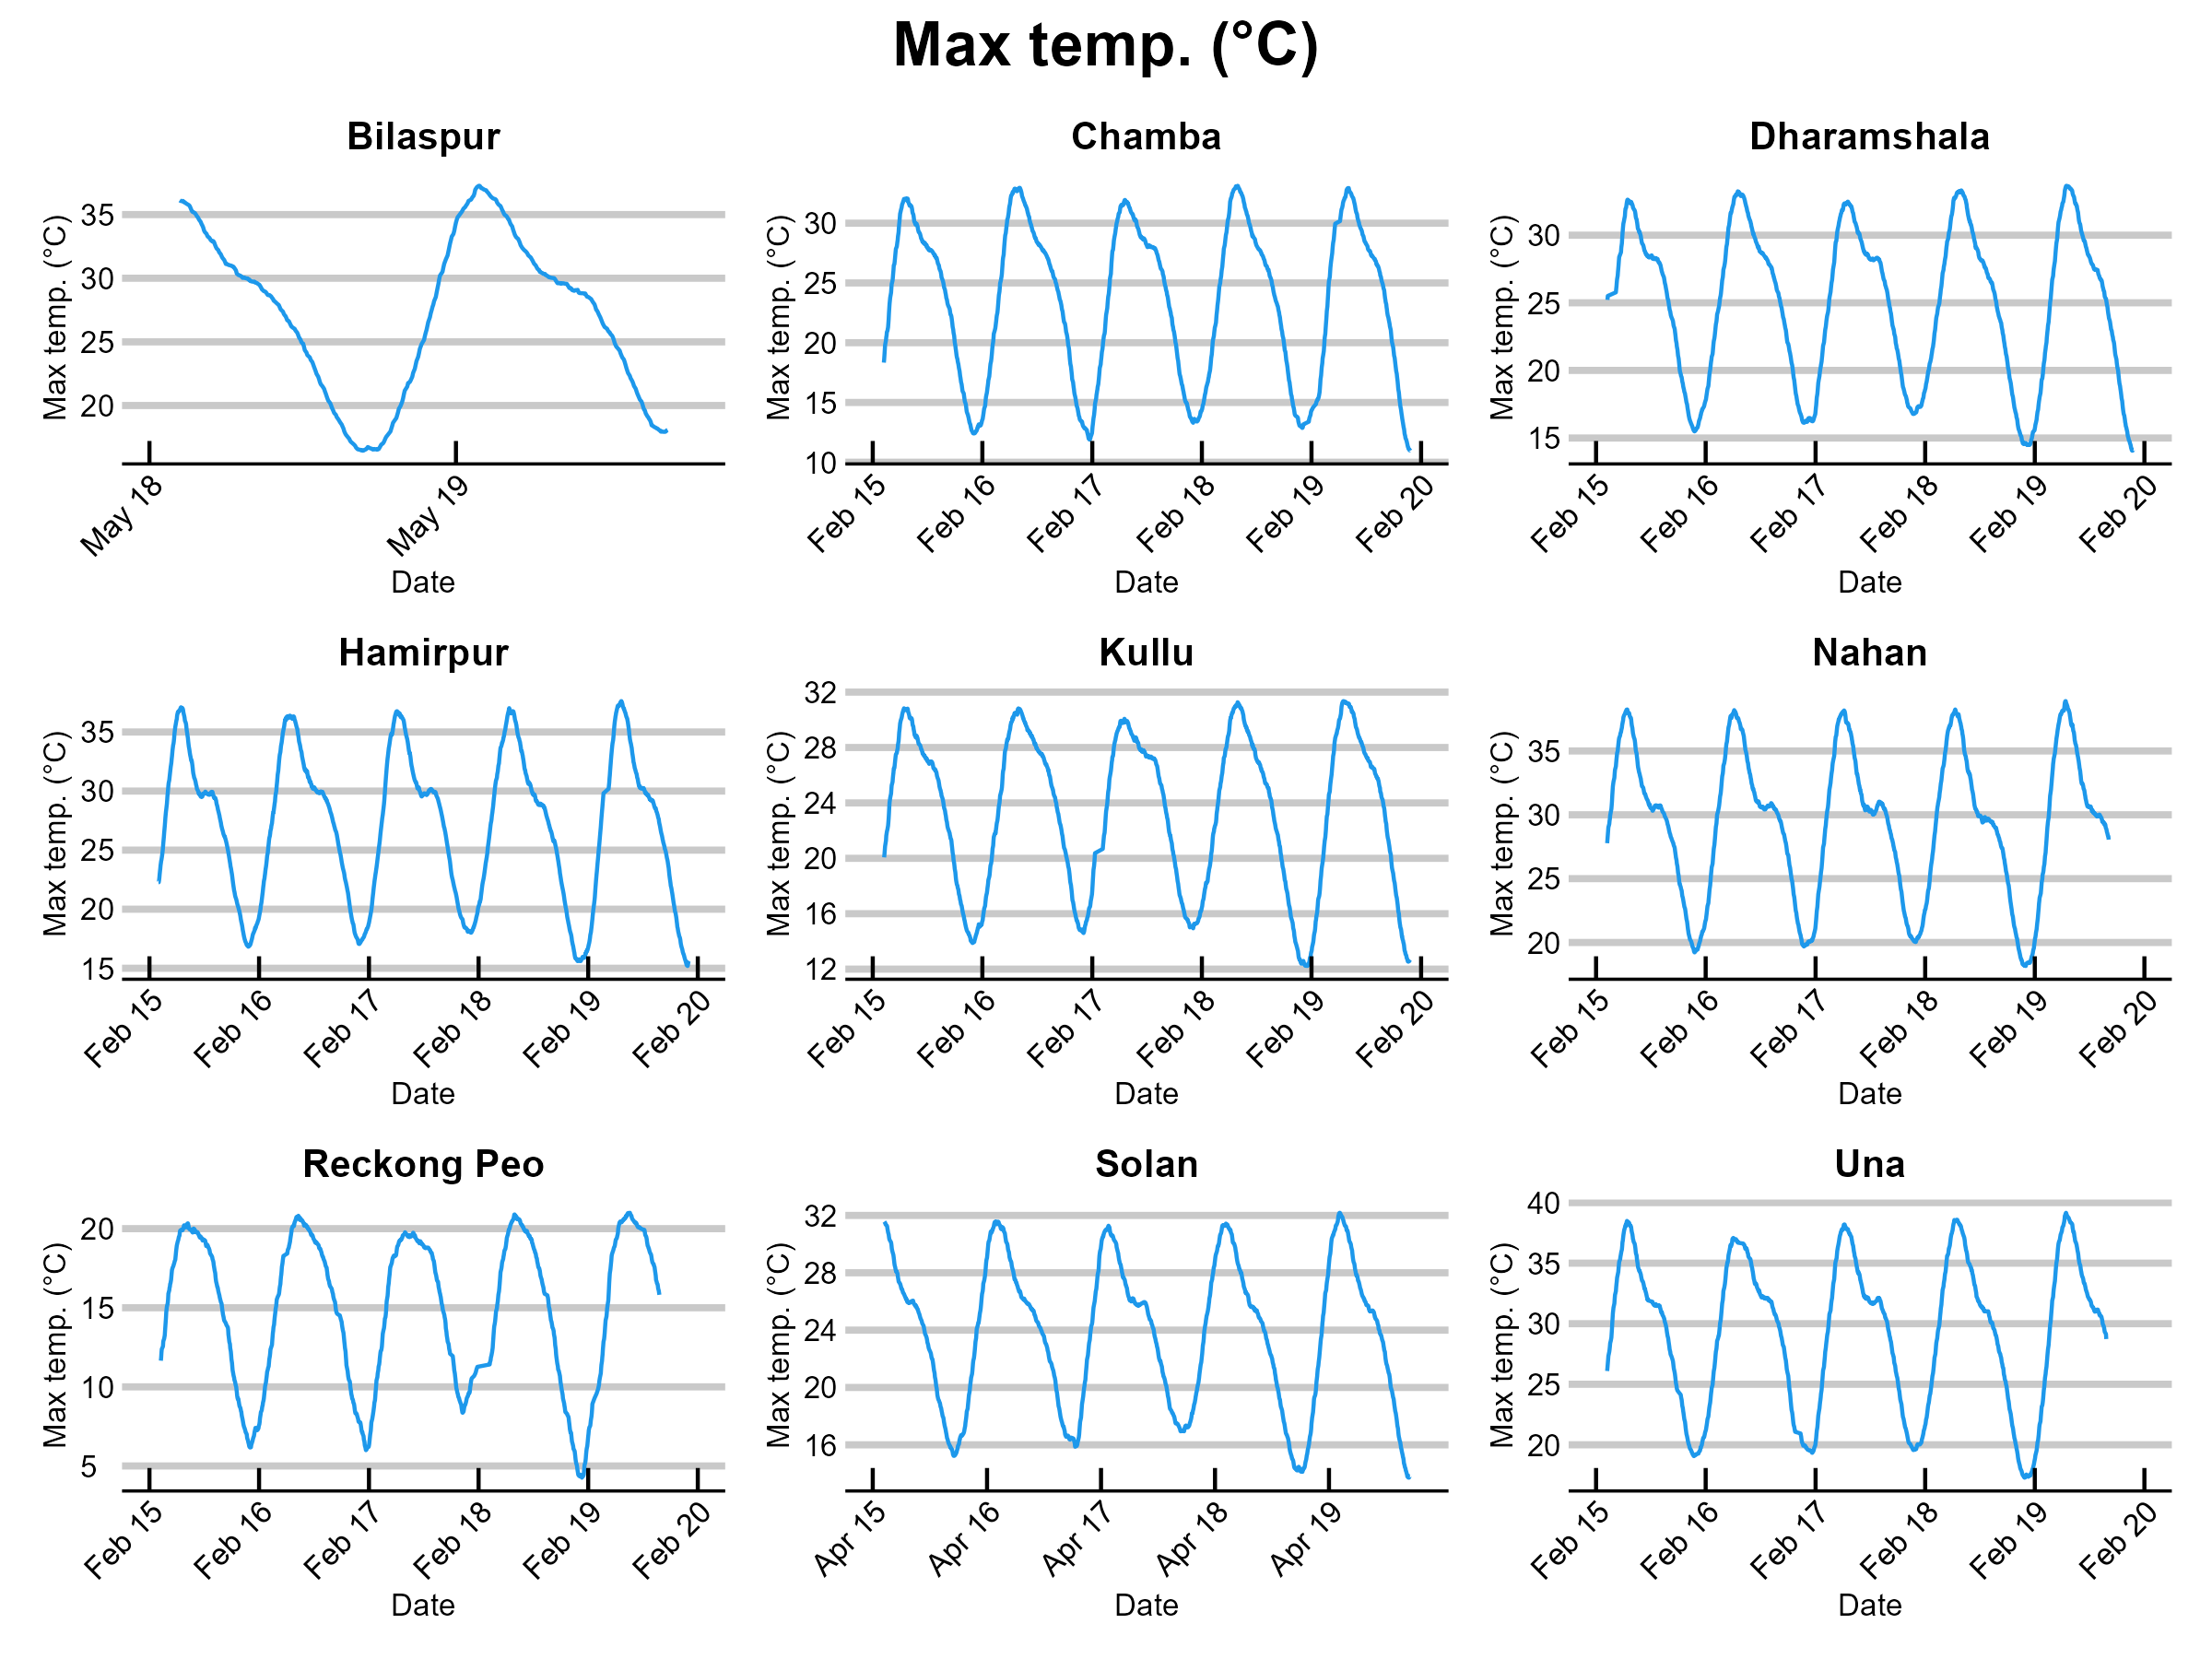 Max temp. (°C)
Bilaspur
Max temp. (°C)
35
30
25
20
May 18
May 19
Date
Chamba
Max temp. (°C)
30
25
20
15
10
Feb 15
Feb 16
Feb 17
Feb 18
Feb 19
Feb 20
Date
Dharamshala
Max temp. (°C)
30
25
20
15
Feb 15
Feb 16
Feb 17
Feb 18
Feb 19
Feb 20
Date
Hamirpur
Max temp. (°C)
35
30
25
20
15
Feb 15
Feb 16
Feb 17
Feb 18
Feb 19
Feb 20
Date
Kullu
Max temp. (°C)
32
28
24
20
16
12
Feb 15
Feb 16
Feb 17
Feb 18
Feb 19
Feb 20
Date
Nahan
Max temp. (°C)
35
30
25
20
Feb 15
Feb 16
Feb 17
Feb 18
Feb 19
Feb 20
Date
Reckong Peo
Max temp. (°C)
20
15
10
5
Feb 15
Feb 16
Feb 17
Feb 18
Feb 19
Feb 20
Date
Solan
Max temp. (°C)
32
28
24
20
16
Apr 15
Apr 16
Apr 17
Apr 18
Apr 19
Date
Una
Max temp. (°C)
40
35
30
25
20
Feb 15
Feb 16
Feb 17
Feb 18
Feb 19
Feb 20
Date